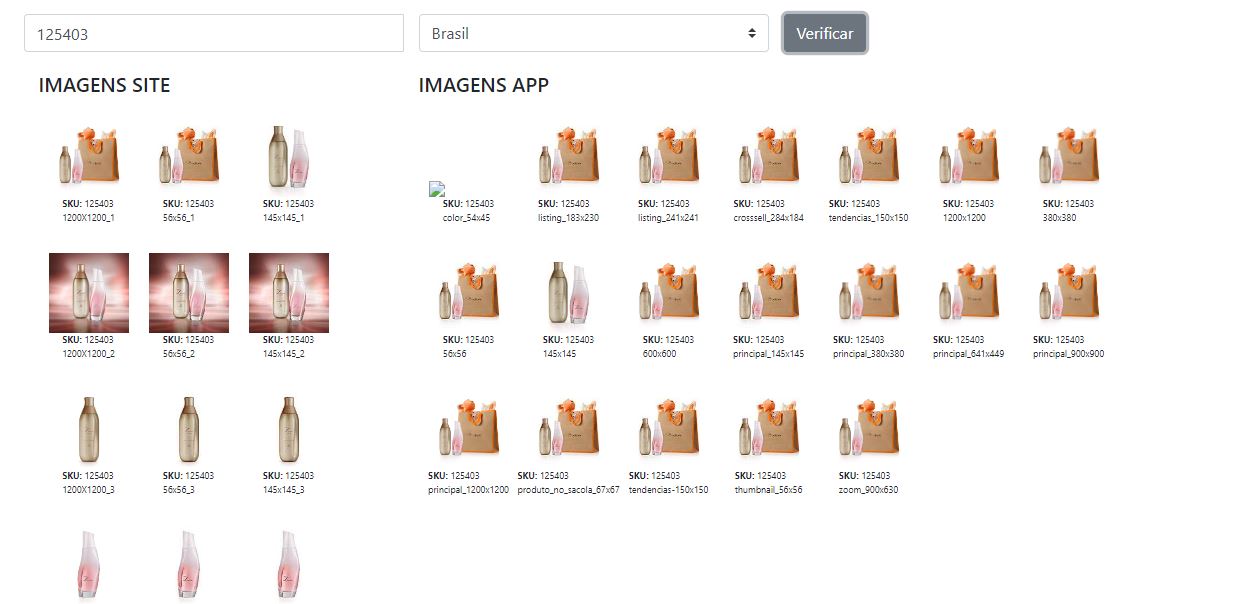 125403
Brasil
Verificar
IMAGENS SITE
IMAGENS APP
SKU: 125403
1200X1200_1
SKU: 125403
56x56_1
SKU: 125403
145x145_1
SKU: 125403
1200X1200_2
SKU: 125403
56x56_2
SKU: 125403
145x145_2
SKU: 125403
1200X1200_3
SKU: 125403
56x56_3
SKU: 125403
145x145_3
SKU: 125403
color_54x45
SKU: 125403
listing_183x230
SKU: 125403
listing_241x241
SKU: 125403
crosssell_284x184
SKU: 125403
tendencias_150x150
SKU: 125403
1200x1200
SKU: 125403
380x380
SKU: 125403
56x56
SKU: 125403
145x145
SKU: 125403
600x600
SKU: 125403
principal_145x145
SKU: 125403
principal_380x380
SKU: 125403
principal_641x449
SKU: 125403
principal_900x900
SKU: 125403
principal_1200x1200
SKU: 125403
produto_no_sacola_67x67
SKU: 125403
tendencias-150x150
SKU: 125403
thumbnail_56x56
SKU: 125403
zoom_900x630